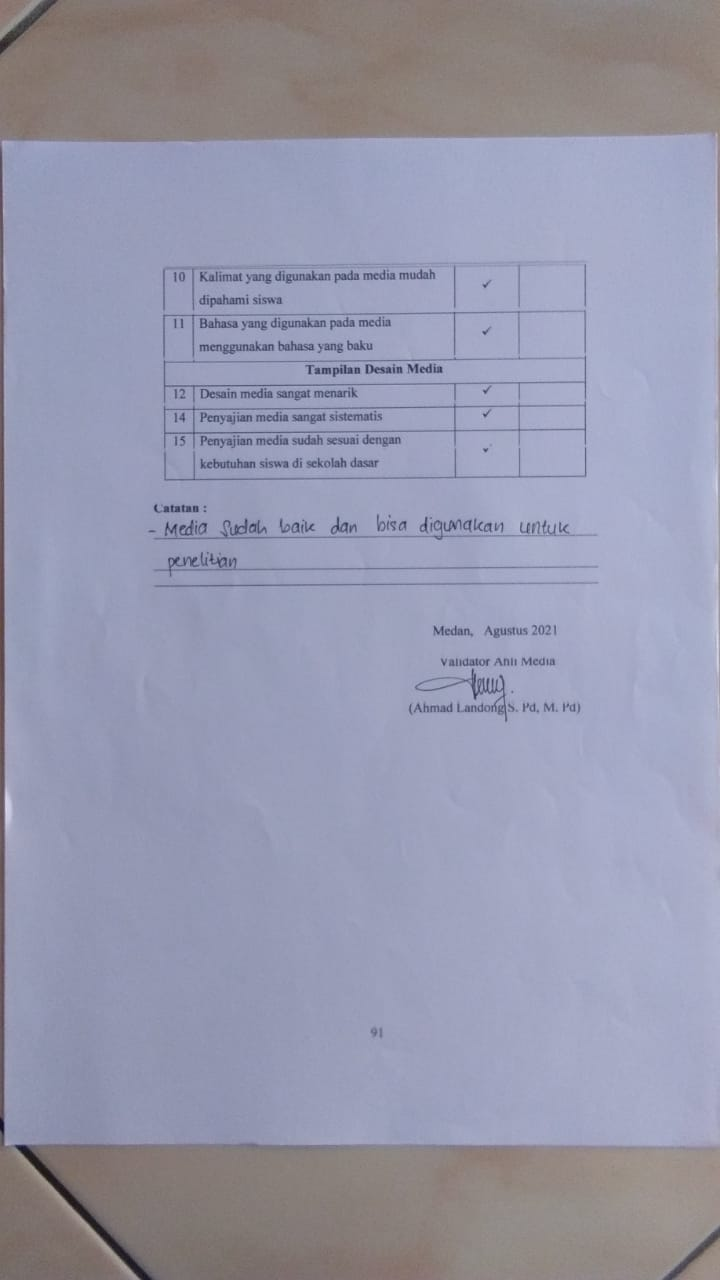 10 Kalimat yang digunakan pada media mudah ✓
dipahami siswa
11 Bahasa yang digunakan pada media ✓
menggunakan bahasa yang baku
Tampilan Desain Media
12 Desain media sangat menarik ✓
14 Penyajian media sangat sistematis ✓
15 Penyajian media sudah sesuai dengan ✓
kebutuhan siswa di sekolah dasar
Catatan :
- Media sudah baik dan bisa digunakan untuk
penelitian
Medan, Agustus 2021
Validator Ahli Media
(Ahmad Landong S. Pd, M. Pd)
91